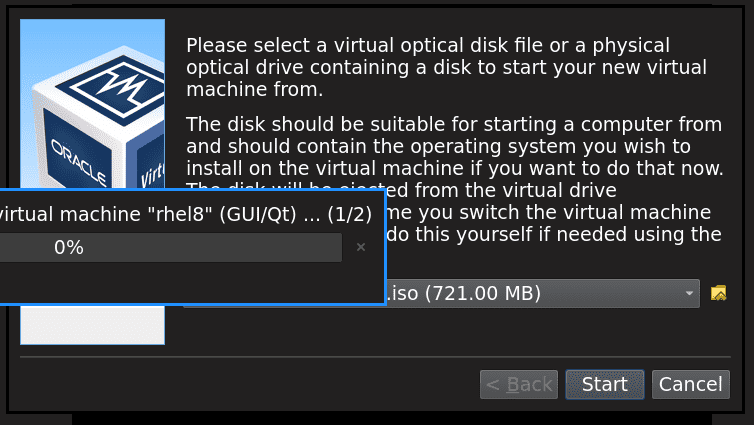 Please select a virtual optical disk file or a physical
optical drive containing a disk to start your new virtual
machine from.
The disk should be suitable for starting a computer from
and should contain the operating system you wish to
install on the virtual machine if you want to do that now.
The disk will be ejected from the virtual drive
virtual machine "rhel8" (GUI/Qt) ... (1/2)
me you switch the virtual machine
0%
do this yourself if needed using the
.iso (721.00 MB)
ORACLE
Virt
< Back
Start
Cancel